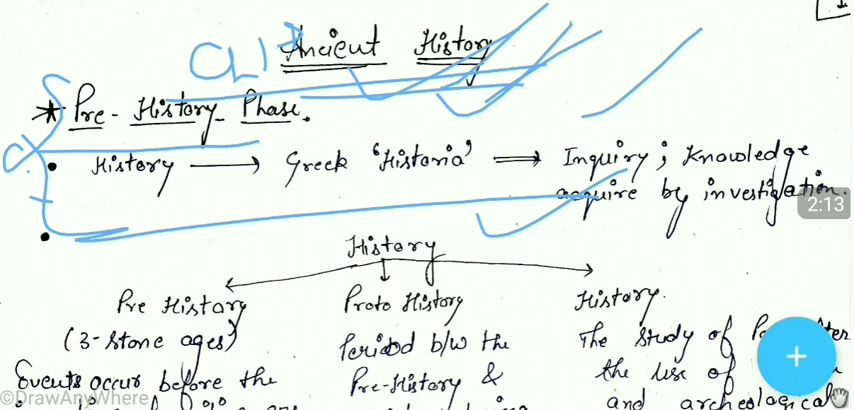 Ancient History
* Pre-History Phase.
• History → Greek 'Historia' ⇒ Inquiry; Knowledge
acquire by investigation.
2:13
•
History
Pre History Proto History History.
(3-Stone ages) Period b/w the The Study of
Events occur before the Pre-History & the use of
and archeological
©DrawAnyWhere